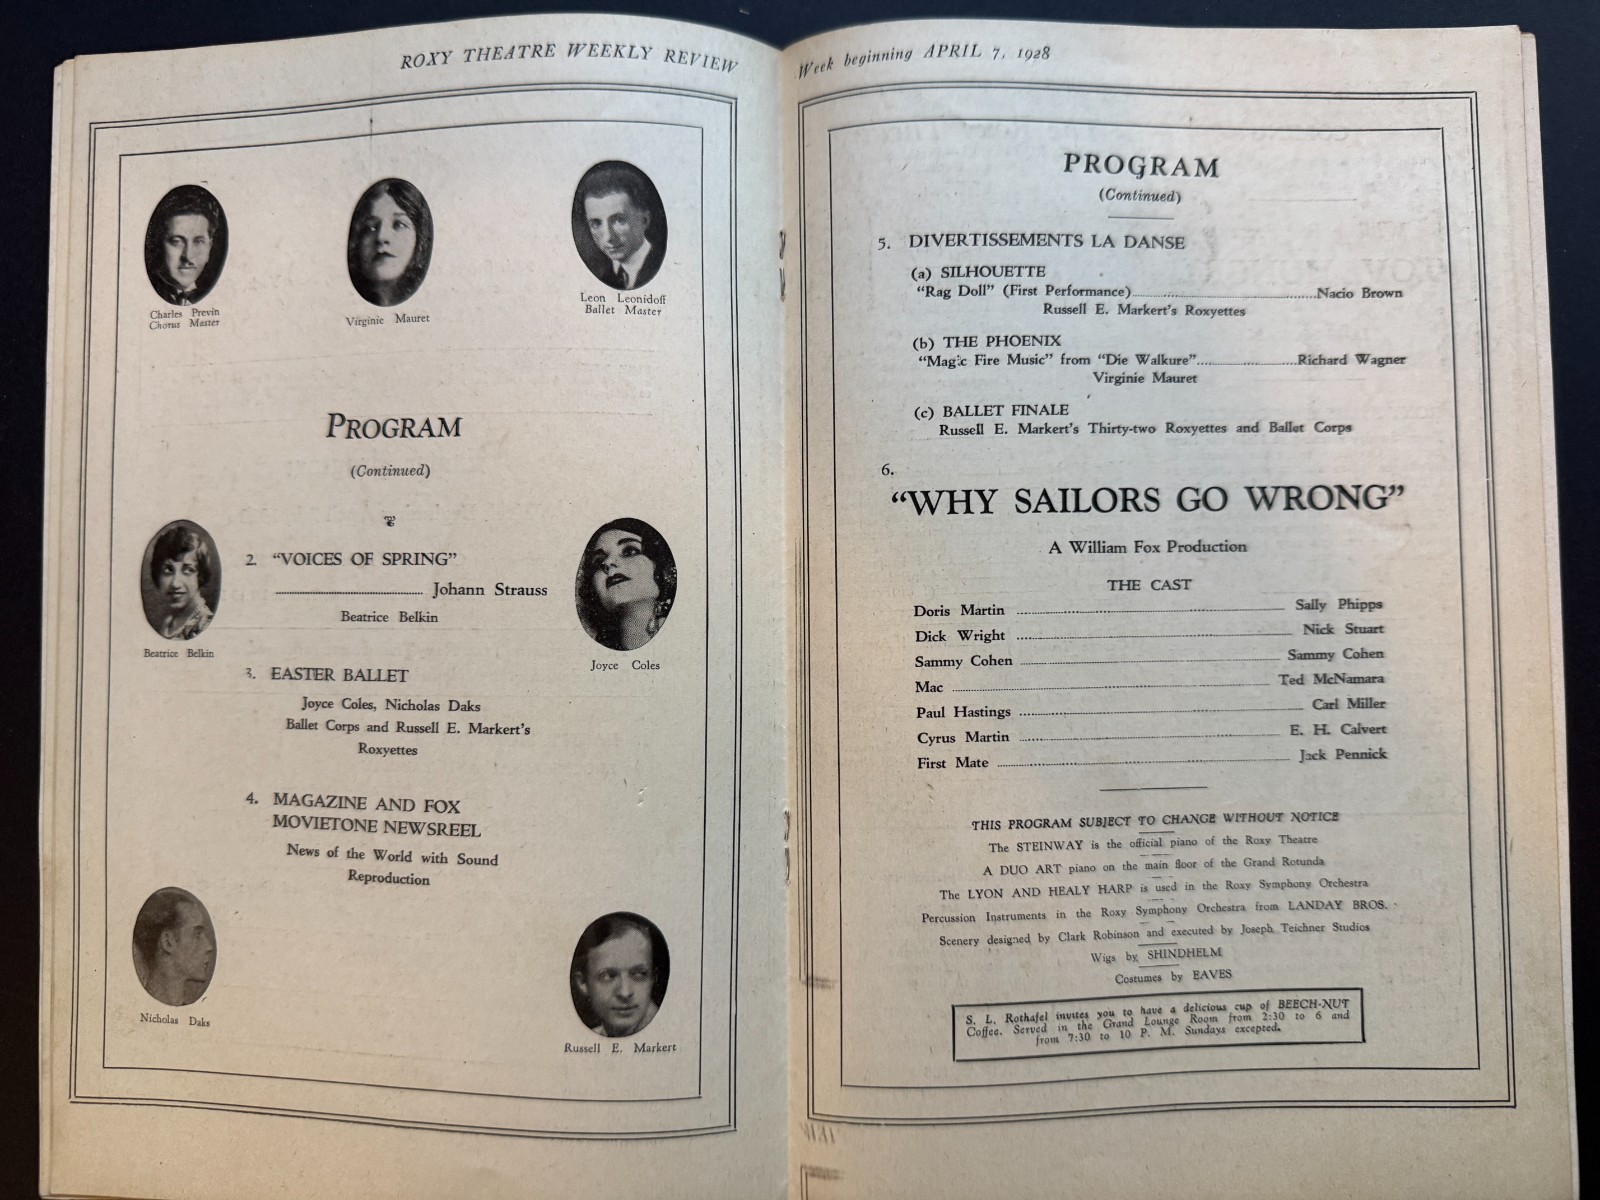 ROXY THEATRE WEEKLY REVIEW
Charles Previn
Chorus Master
Virginie Mauret
Leon Leonidoff
Ballet Master
PROGRAM
(Continued)
2. "VOICES OF SPRING"
Johann Strauss
Beatrice Belkin
Beatrice Belkin
Joyce Coles
3. EASTER BALLET
Joyce Coles, Nicholas Daks
Ballet Corps and Russell E. Markert's
Roxyettes
4. MAGAZINE AND FOX
MOVIETONE NEWSREEL
News of the World with Sound
Reproduction
Nicholas Daks
Russell E. Markert
Week beginning APRIL 7, 1928
PROGRAM
(Continued)
5. DIVERTISSEMENTS LA DANSE
(a) SILHOUETTE
"Rag Doll" (First Performance)........Nacio Brown
Russell E. Markert's Roxyettes
(b) THE PHOENIX
"Magic Fire Music" from "Die Walkure"........Richard Wagner
Virginie Mauret
(c) BALLET FINALE
Russell E. Markert's Thirty-two Roxyettes and Ballet Corps
6.
"WHY SAILORS GO WRONG"
A William Fox Production
THE CAST
Doris Martin ........ Sally Phipps
Dick Wright ........ Nick Stuart
Sammy Cohen ........ Sammy Cohen
Mac ........ Ted McNamara
Paul Hastings ........ Carl Miller
Cyrus Martin ........ E. H. Calvert
First Mate ........ Jack Pennick
THIS PROGRAM SUBJECT TO CHANGE WITHOUT NOTICE
The STEINWAY is the official piano of the Roxy Theatre
A DUO ART piano on the main floor of the Grand Rotunda
The LYON AND HEALY HARP is used in the Roxy Symphony Orchestra
Percussion Instruments in the Roxy Symphony Orchestra from LANDAY BROS.
Scenery designed by Clark Robinson and executed by Joseph Teichner Studios
Wigs by SHINDHELM
Costumes by EAVES
S. L. Rothafel invites you to have a delicious cup of BEECH-NUT
Coffee. Served in the Grand Lounge Room from 2:30 to 6 and
from 7:30 to 10 P. M. Sundays excepted.